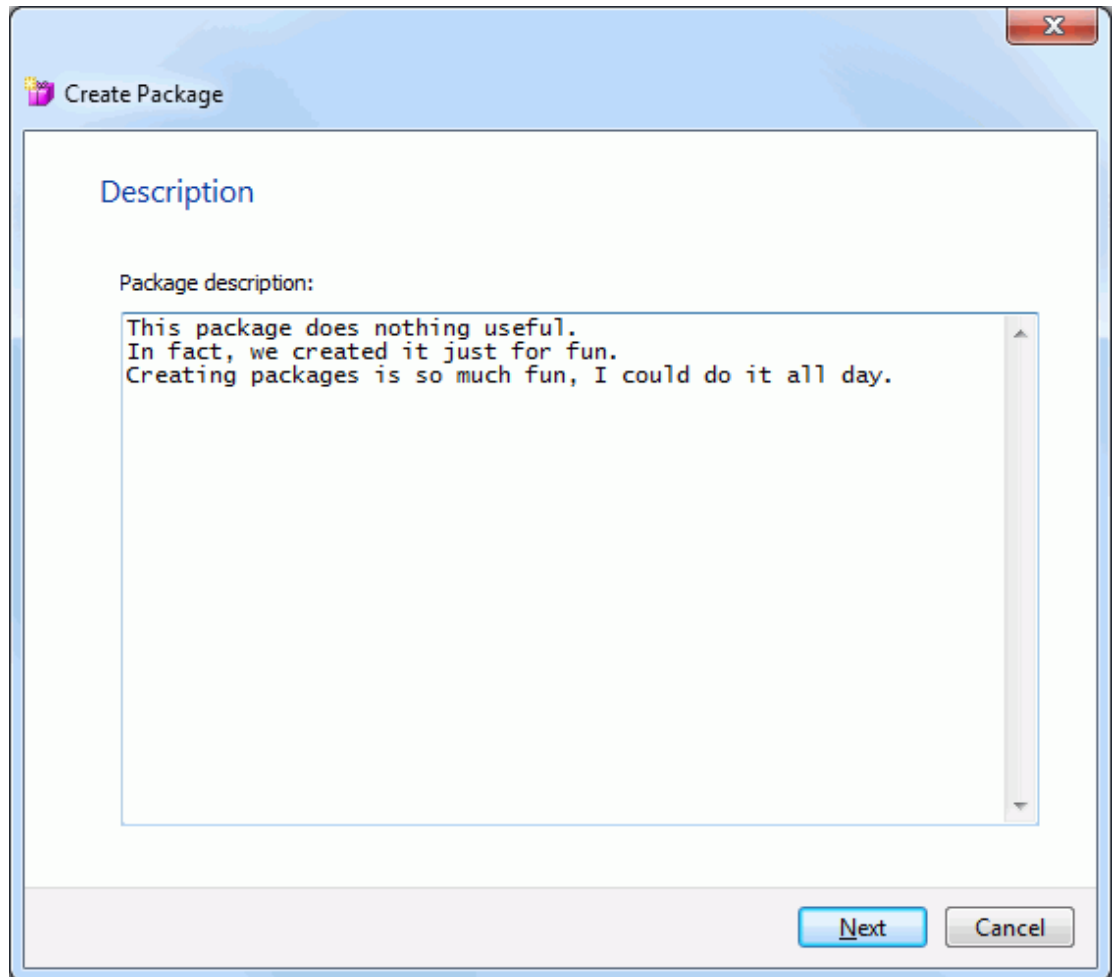 Create Package
Description
Package description:
This package does nothing useful.
In fact, we created it just for fun.
Creating packages is so much fun, I could do it all day.
Next
Cancel